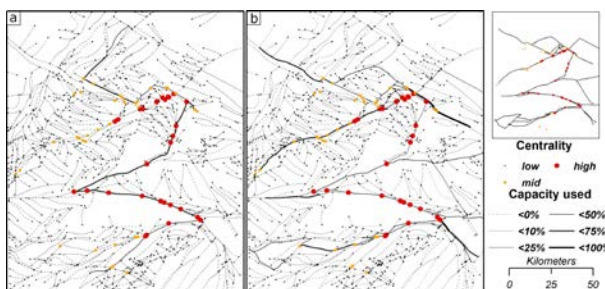 a
b
Centrality
low high
mid
Capacity used
<0% <50%
<10% <75%
<25% <100%
Kilometers
0 25 50